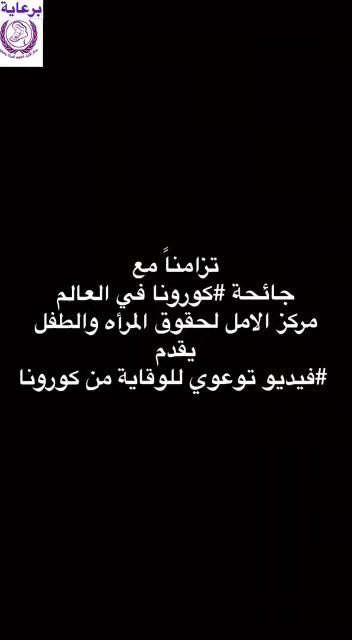 برعاية
تزامناً مع
جائحة #كورونا في العالم
مركز الامل لحقوق المرأه والطفل
يقدم
#فيديو توعوي للوقاية من كورونا